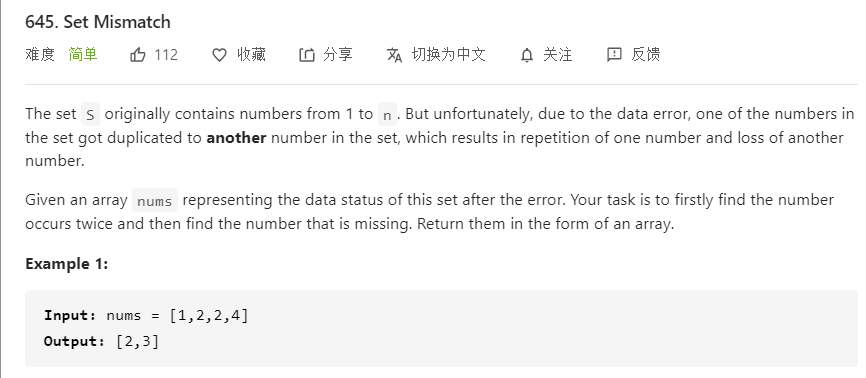 645. Set Mismatch
难度 简单 112 收藏 分享 切换为中文 关注 反馈
The set S originally contains numbers from 1 to n. But unfortunately, due to the data error, one of the numbers in
the set got duplicated to another number in the set, which results in repetition of one number and loss of another
number.
Given an array nums representing the data status of this set after the error. Your task is to firstly find the number
occurs twice and then find the number that is missing. Return them in the form of an array.
Example 1:
Input: nums = [1,2,2,4]
Output: [2,3]